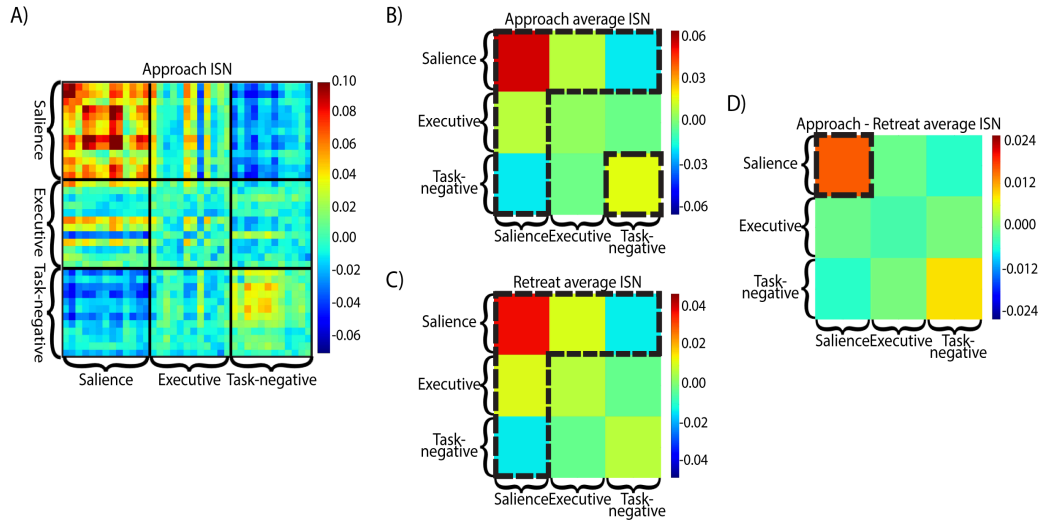 A)
Approach ISN
Salience
Executive
Task-negative
Salience
Executive
Task-negative
0.10
0.08
0.06
0.04
0.02
0.00
-0.02
-0.04
-0.06
B)
Approach average ISN
Salience
Executive
Task-
negative
Salience
Executive
Task-
negative
0.06
0.03
0.00
-0.03
-0.06
C)
Retreat average ISN
Salience
Executive
Task-
negative
Salience
Executive
Task-
negative
0.04
0.02
0.00
-0.02
-0.04
D)
Approach - Retreat average ISN
Salience
Executive
Task-
negative
Salience
Executive
Task-
negative
0.024
0.012
0.000
-0.012
-0.024